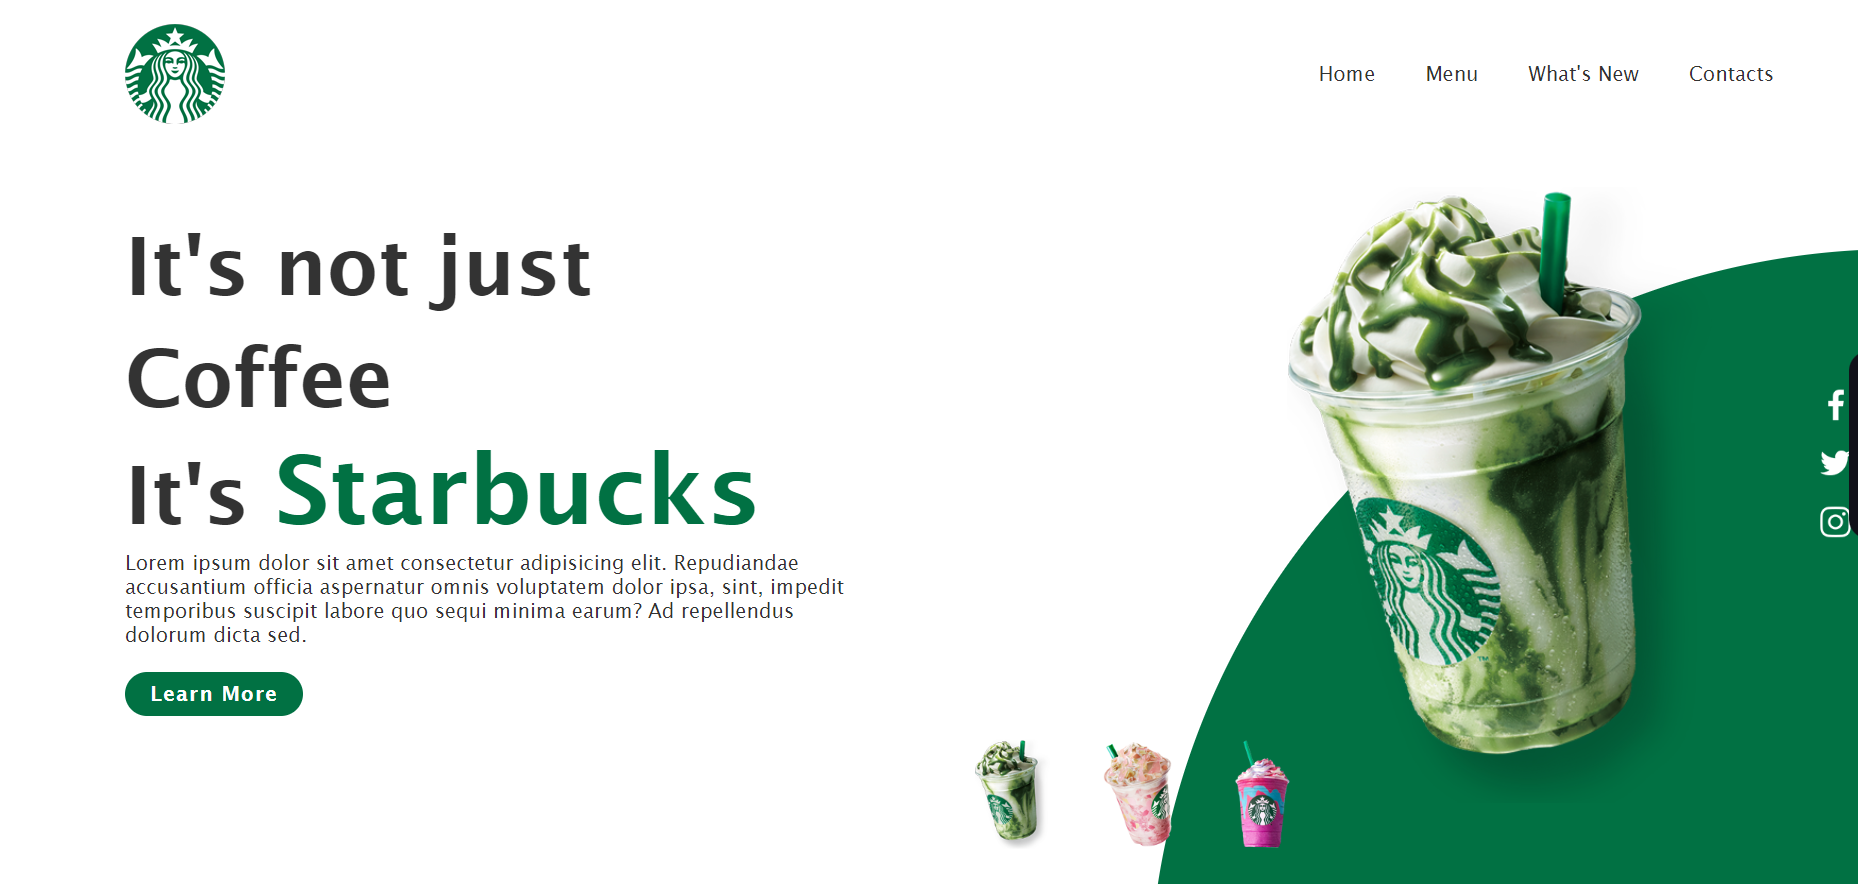 Home Menu What's New Contacts
It's not just
Coffee
It's Starbucks
Lorem ipsum dolor sit amet consectetur adipisicing elit. Repudiandae
accusantium officia aspernatur omnis voluptatem dolor ipsa, sint, impedit
temporibus suscipit labore quo sequi minima earum? Ad repellendus
dolorum dicta sed.
Learn More
TM